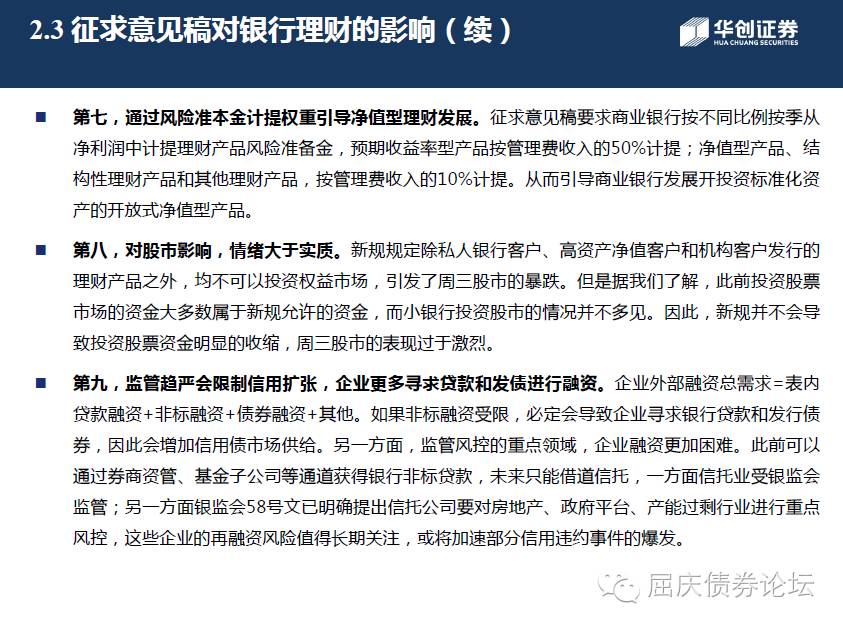 2.3 征求意见稿对银行理财的影响（续）
华创证券
HUA CHUANG SECURITIES
■ 第七，通过风险准本金计提权重引导净值型理财发展。征求意见稿要求商业银行按不同比例按季从
净利润中计提理财产品风险准备金，预期收益率型产品按管理费收入的50%计提；净值型产品、结
构性理财产品和其他理财产品，按管理费收入的10%计提。从而引导商业银行发展开投资标准化资
产的开放式净值型产品。
■ 第八，对股市影响，情绪大于实质。新规规定除私人银行客户、高资产净值客户和机构客户发行的
理财产品之外，均不可以投资权益市场，引发了周三股市的暴跌。但是据我们了解，此前投资股票
市场的资金大多数属于新规允许的资金，而小银行投资股市的情况并不多见。因此，新规并不会导
致投资股票资金明显的收缩，周三股市的表现过于激烈。
■ 第九，监管趋严会限制信用扩张，企业更多寻求贷款和发债进行融资。企业外部融资总需求=表内
贷款融资+非标融资+债券融资+其他。如果非标融资受限，必定会导致企业寻求银行贷款和发行债
券，因此会增加信用债市场供给。另一方面，监管风控的重点领域，企业融资更加困难。此前可以
通过券商资管、基金子公司等通道获得银行非标贷款，未来只能借道信托，一方面信托业受银监会
监管；另一方面银监会58号文已明确提出信托公司要对房地产、政府平台、产能过剩行业进行重点
风控，这些企业的再融资风险值得长期关注，或将加速部分信用违约事件的爆发。
屈庆债券论坛